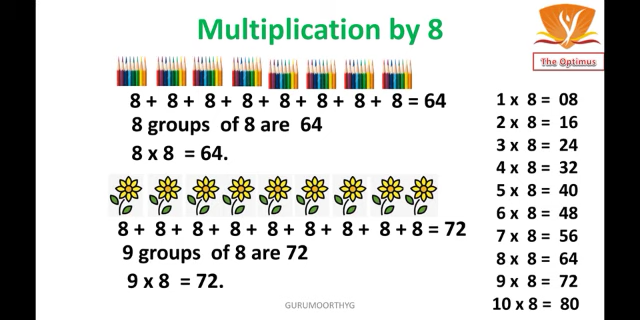 Multiplication by 8
The Optimus
8 + 8 + 8 + 8 + 8 + 8 + 8 + 8 = 64
8 groups of 8 are 64
8 x 8 = 64.
8 + 8 + 8 + 8 + 8 + 8 + 8 + 8 + 8 = 72
9 groups of 8 are 72
9 x 8 = 72.
1 x 8 = 08
2 x 8 = 16
3 x 8 = 24
4 x 8 = 32
5 x 8 = 40
6 x 8 = 48
7 x 8 = 56
8 x 8 = 64
9 x 8 = 72
10 x 8 = 80
GURUMOORTHYG